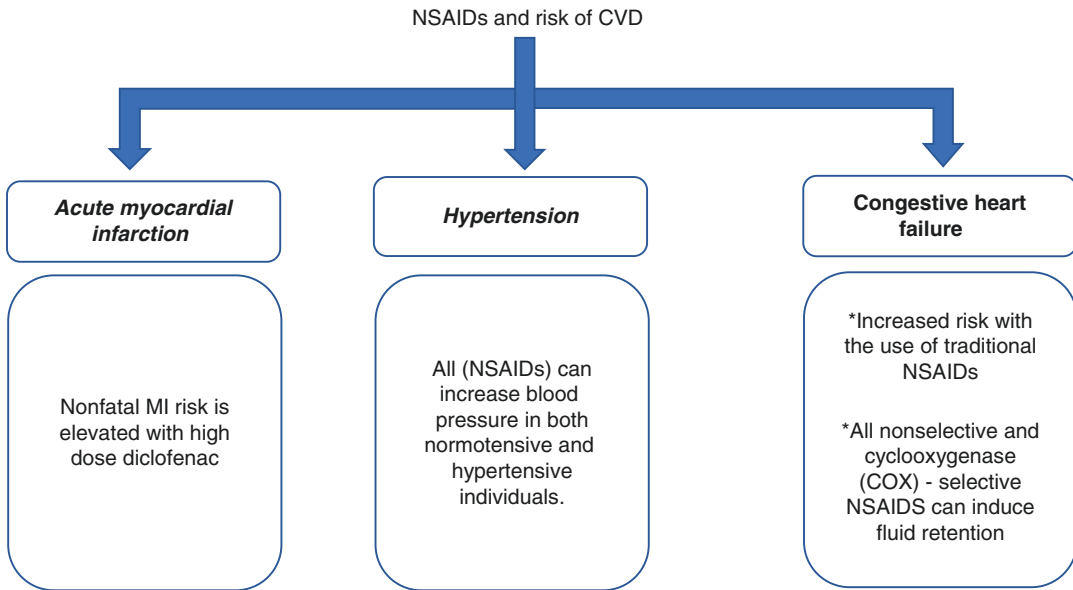 NSAIDs and risk of CVD
Acute myocardial
infarction
Nonfatal MI risk is
elevated with high
dose diclofenac
Hypertension
All (NSAIDs) can
increase blood
pressure in both
normotensive and
hypertensive
individuals.
Congestive heart
failure
*Increased risk with
the use of traditional
NSAIDs
*All nonselective and
cyclooxygenase
(COX) - selective
NSAIDS can induce
fluid retention